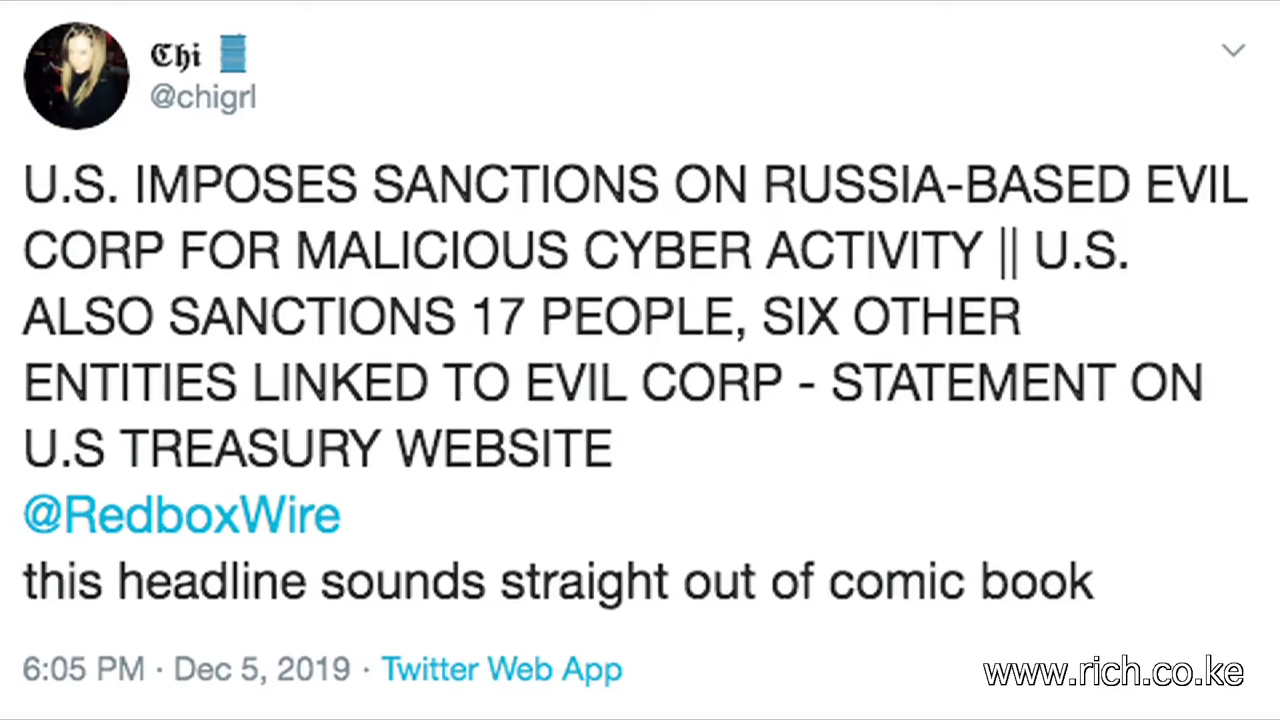 Chi
@chigrl
U.S. IMPOSES SANCTIONS ON RUSSIA-BASED EVIL
CORP FOR MALICIOUS CYBER ACTIVITY || U.S.
ALSO SANCTIONS 17 PEOPLE, SIX OTHER
ENTITIES LINKED TO EVIL CORP - STATEMENT ON
U.S TREASURY WEBSITE
@RedboxWire
this headline sounds straight out of comic book
6:05 PM · Dec 5, 2019 · Twitter Web App
www.rich.co.ke